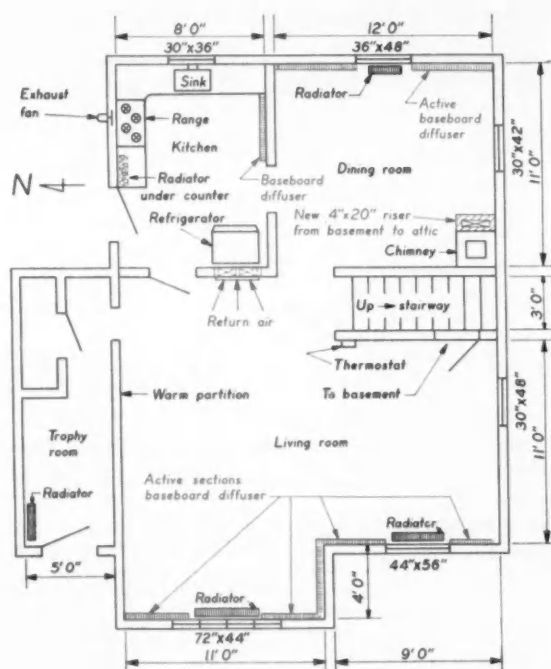 8'0"
12'0"
30"x36"
36"x48"
Sink
Radiator
Exhaust
fan
Range
Active
baseboard
diffuser
Kitchen
30"x42"
11'0"
N
Radiator
under counter
Baseboard
diffuser
Dining room
Refrigerator
New 4"x20" riser
from basement to attic
Chimney
Return air
Up
stairway
3'0"
Thermostat
To basement
Warm partition
30"x48"
11'0"
Trophy
room
Living room
Active sections
baseboard diffuser
Radiator
Radiator
5'0"
Radiator
44"x56"
4'0"
72"x44"
11'0"
9'0"